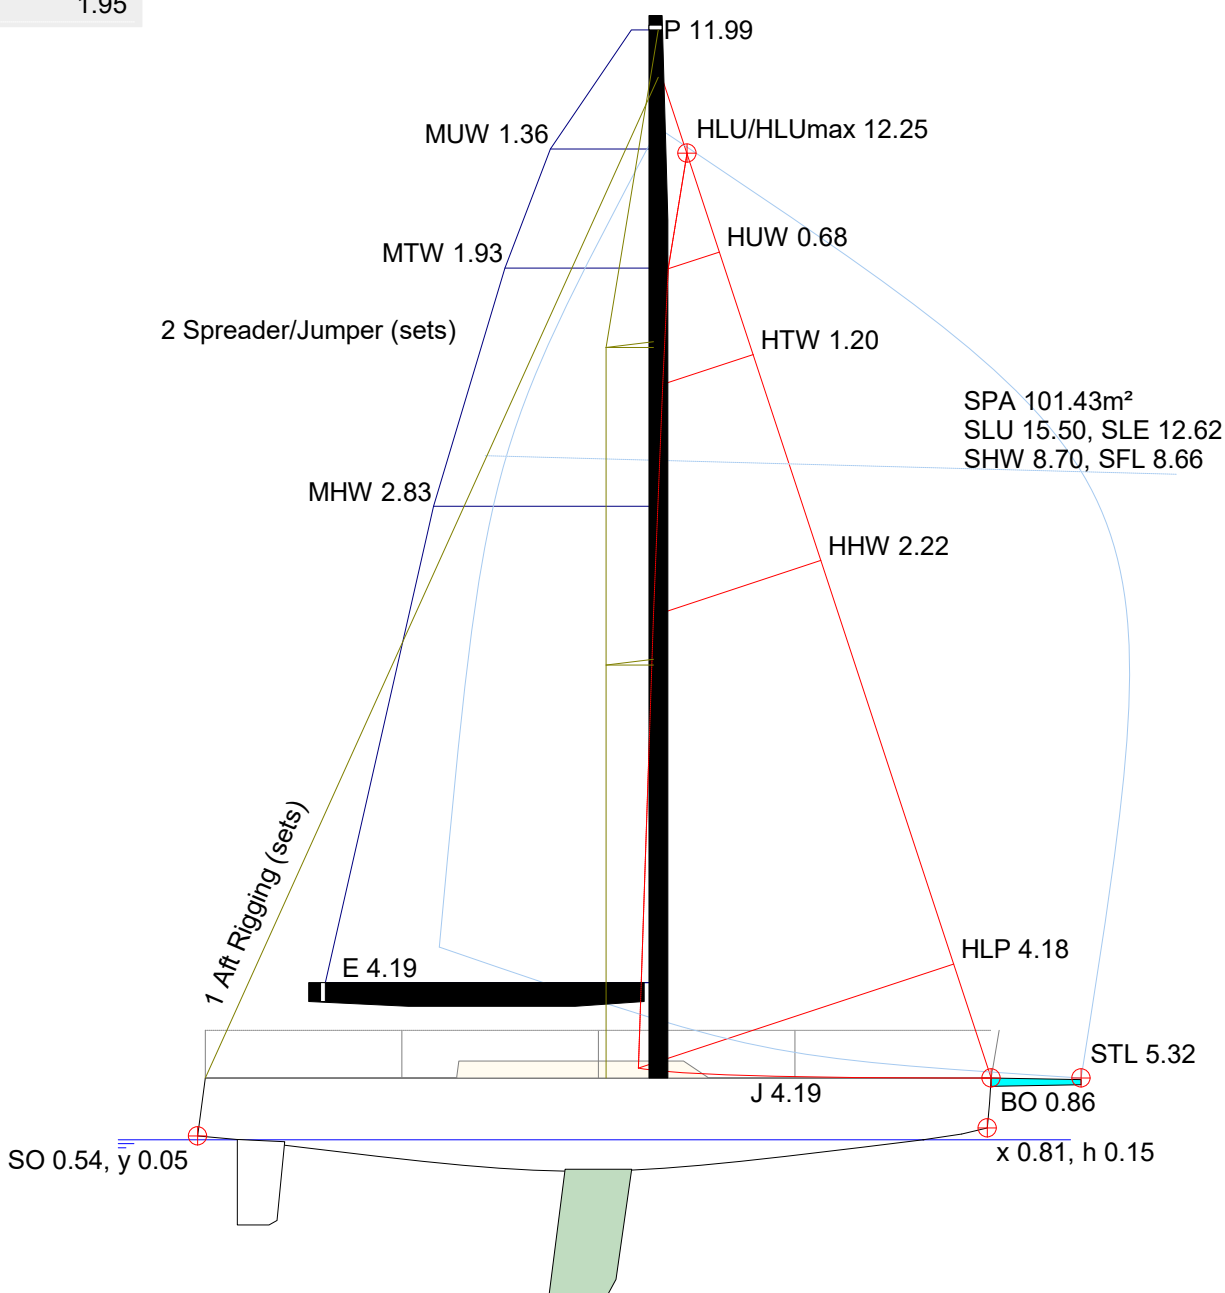 1.95
P 11.99
MUW 1.36
HLU/HLUmax 12.25
HUW 0.68
MTW 1.93
2 Spreader/Jumper (sets)
HTW 1.20
SPA 101.43m²
SLU 15.50, SLE 12.62
SHW 8.70, SFL 8.66
MHW 2.83
HHW 2.22
1 Aft Rigging (sets)
HLP 4.18
E 4.19
STL 5.32
J 4.19
BO 0.86
SO 0.54, y 0.05
x 0.81, h 0.15